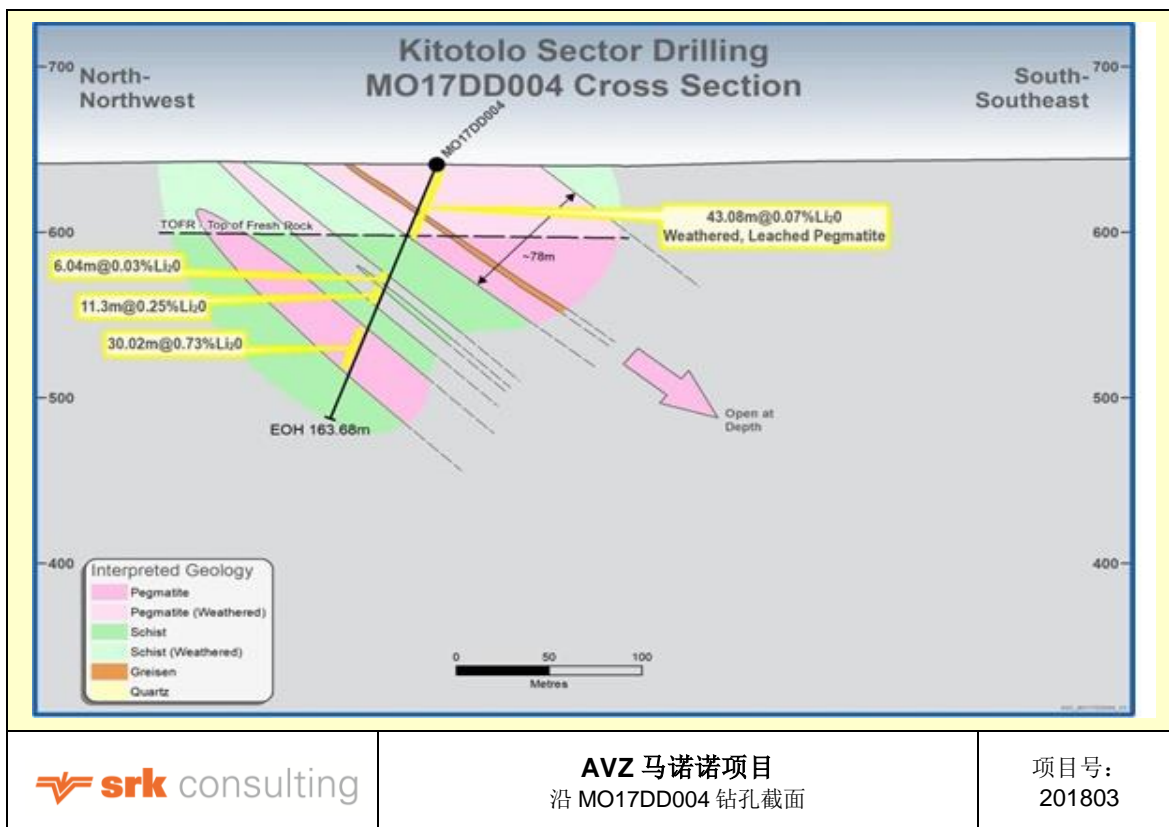 Kitotolo Sector Drilling
MO17DD004 Cross Section
North-
Northwest
South-
Southeast
700
700
MO17DD004
TOFR - Top of Fresh Rock
600
600
43.08m@0.07%Li₂0
Weathered, Leached Pegmatite
~78m
6.04m@0.03%Li₂0
11.3m@0.25%Li₂0
30.02m@0.73%Li₂0
500
500
EOH 163.68m
Open at
Depth
400
400
Interpreted Geology
Pegmatite
Pegmatite (Weathered)
Schist
Schist (Weathered)
Greisen
Quartz
0 50 100
Metres
srk consulting
AVZ 马诺诺项目
沿 MO17DD004 钻孔截面
项目号：
201803